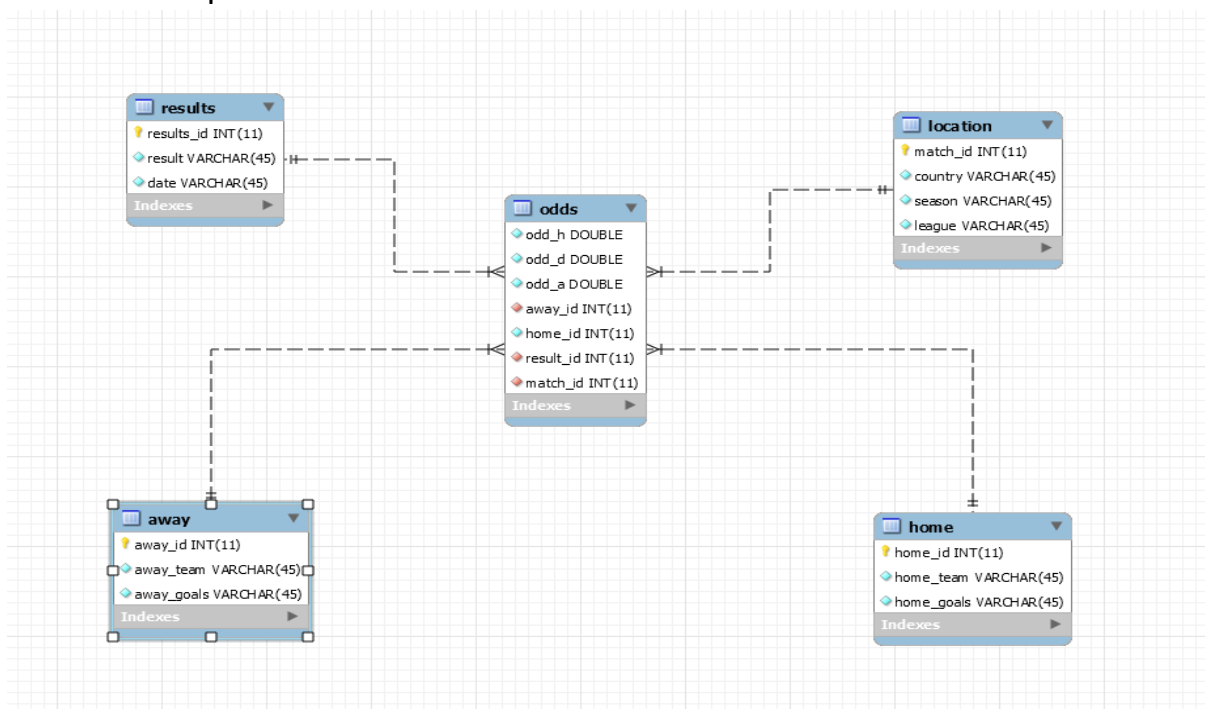 results
results_id INT(11)
result VARCHAR(45)
date VARCHAR(45)
Indexes
location
match_id INT(11)
country VARCHAR(45)
season VARCHAR(45)
league VARCHAR(45)
Indexes
odds
odd_h DOUBLE
odd_d DOUBLE
odd_a DOUBLE
away_id INT(11)
home_id INT(11)
result_id INT(11)
match_id INT(11)
Indexes
away
away_id INT(11)
away_team VARCHAR(45)
away_goals VARCHAR(45)
Indexes
home
home_id INT(11)
home_team VARCHAR(45)
home_goals VARCHAR(45)
Indexes